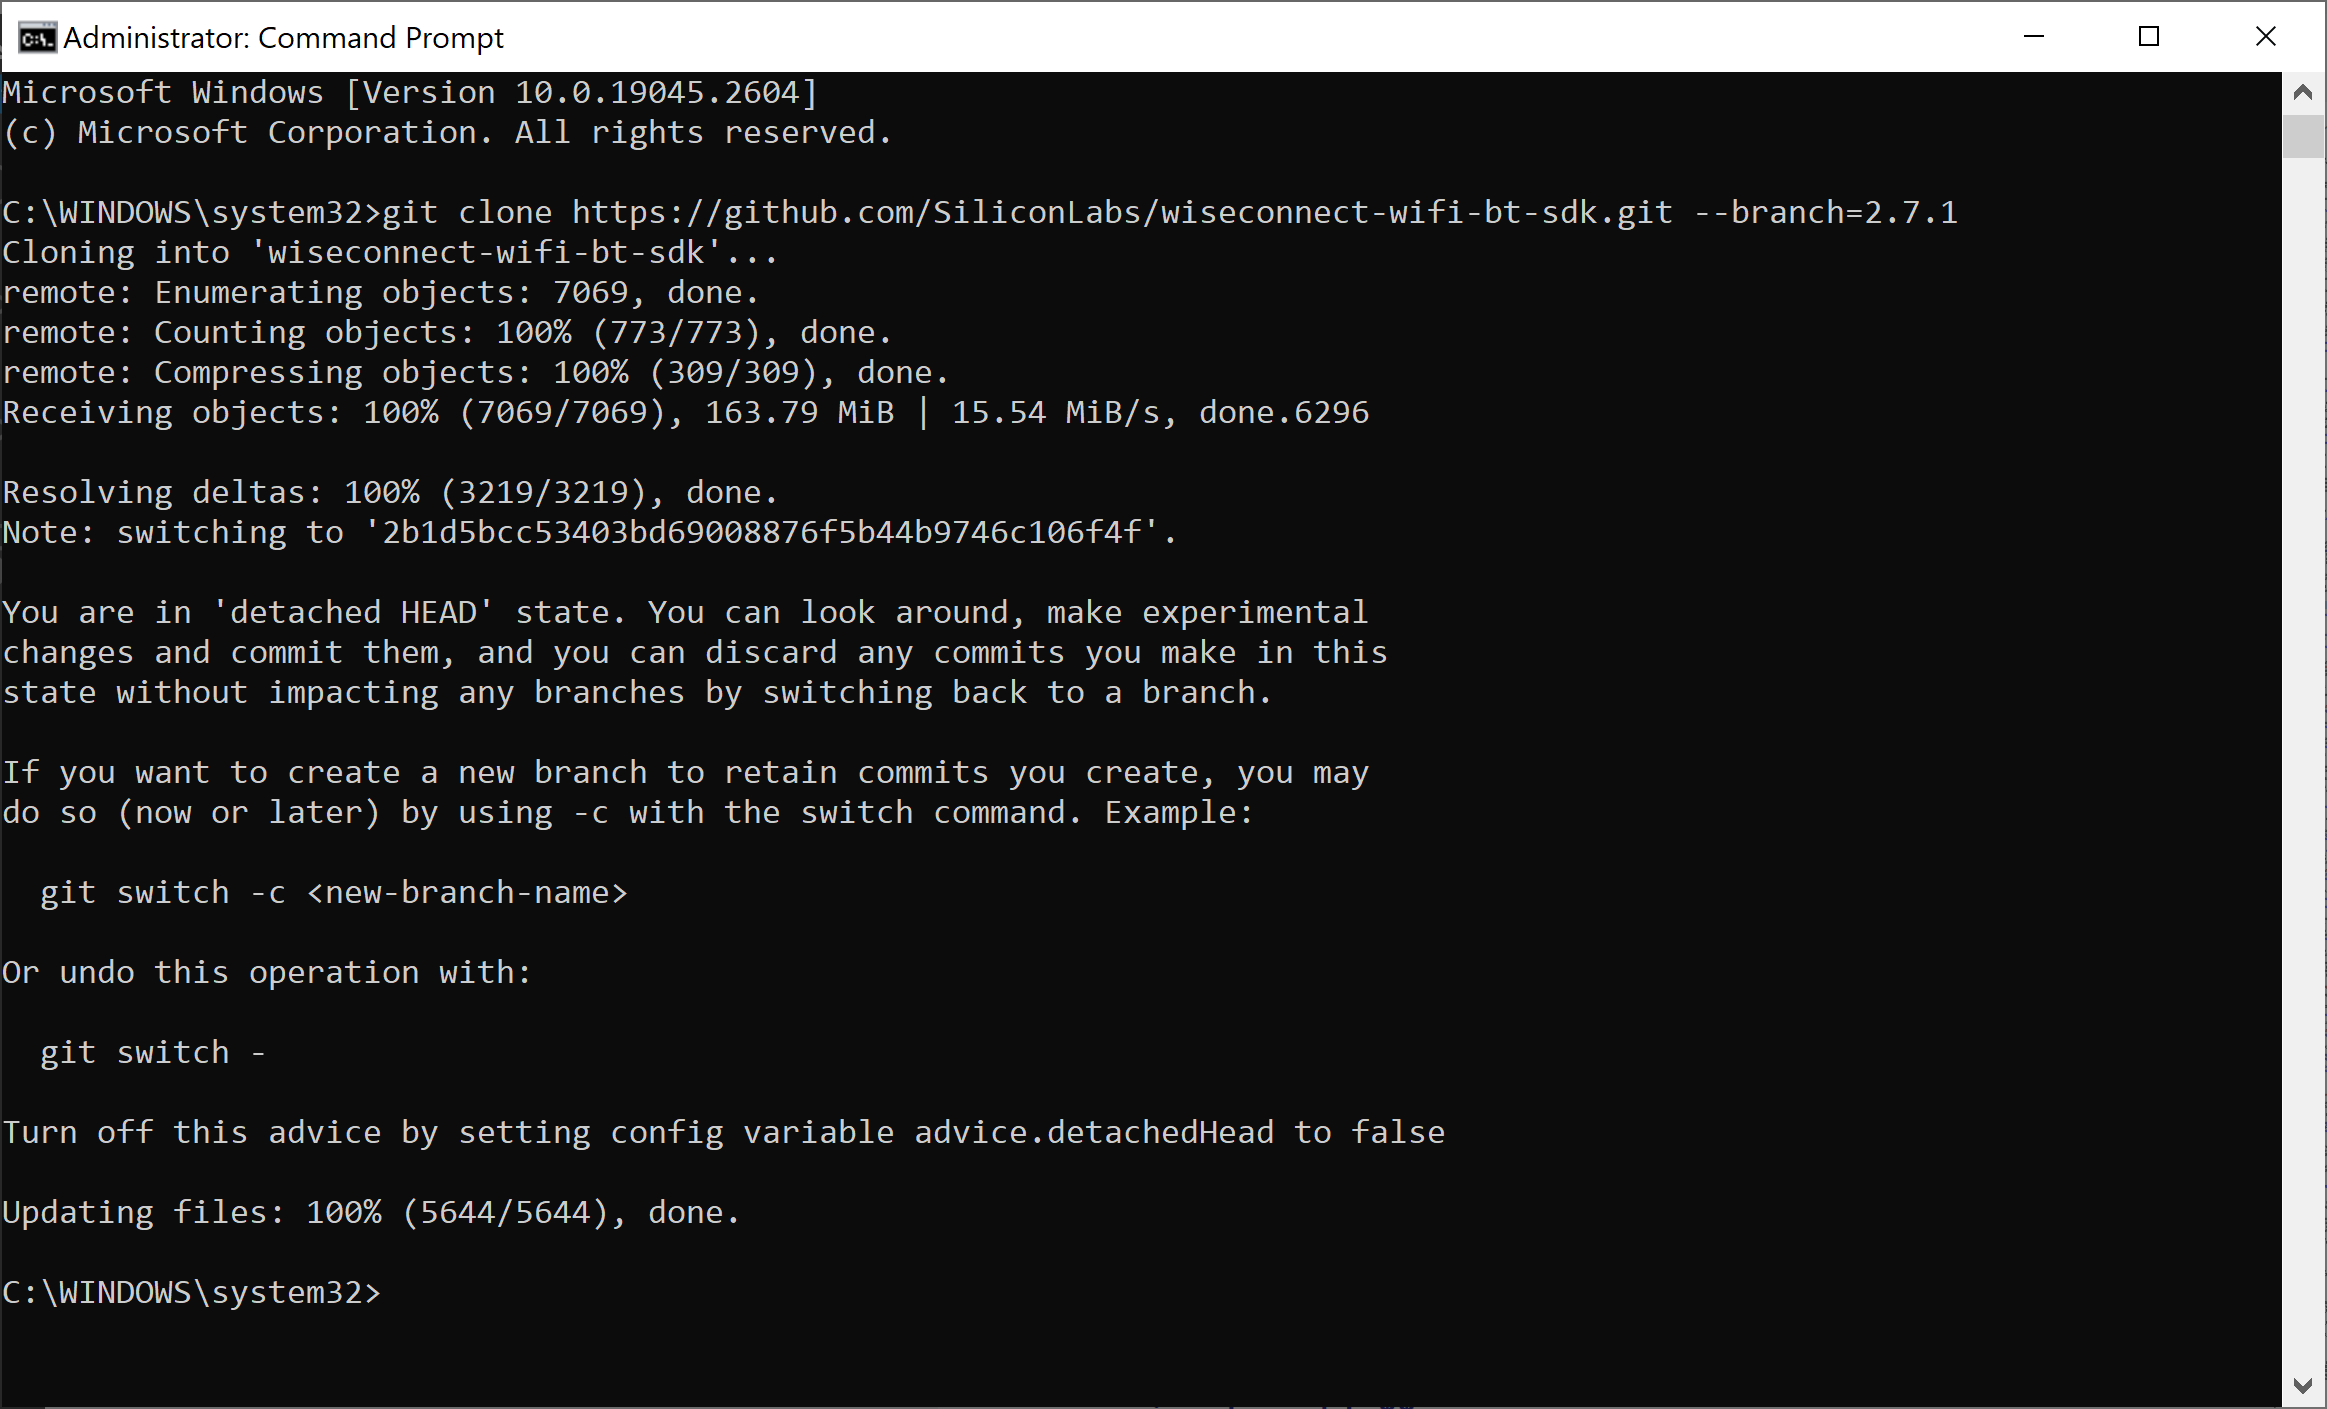 Administrator: Command Prompt
Microsoft Windows [Version 10.0.19045.2604]
(c) Microsoft Corporation. All rights reserved.
C:\WINDOWS\system32>git clone https://github.com/SiliconLabs/wiseconnect-wifi-bt-sdk.git --branch=2.7.1
Cloning into 'wiseconnect-wifi-bt-sdk'...
remote: Enumerating objects: 7069, done.
remote: Counting objects: 100% (773/773), done.
remote: Compressing objects: 100% (309/309), done.
Receiving objects: 100% (7069/7069), 163.79 MiB | 15.54 MiB/s, done.6296
Resolving deltas: 100% (3219/3219), done.
Note: switching to '2b1d5bcc53403bd69008876f5b44b9746c106f4f'.
You are in 'detached HEAD' state. You can look around, make experimental
changes and commit them, and you can discard any commits you make in this
state without impacting any branches by switching back to a branch.
If you want to create a new branch to retain commits you create, you may
do so (now or later) by using -c with the switch command. Example:
git switch -c <new-branch-name>
Or undo this operation with:
git switch -
Turn off this advice by setting config variable advice.detachedHead to false
Updating files: 100% (5644/5644), done.
C:\WINDOWS\system32>